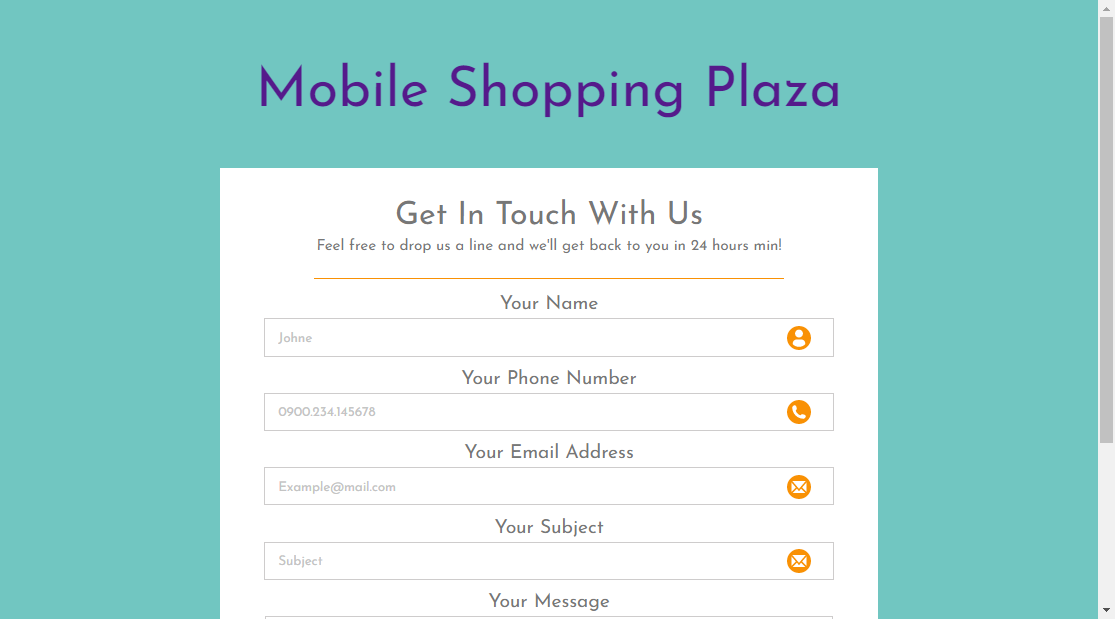 Mobile Shopping Plaza
Get In Touch With Us
Feel free to drop us a line and we'll get back to you in 24 hours min!
Your Name
Johne
Your Phone Number
0900.234.145678
Your Email Address
Example@mail.com
Your Subject
Subject
Your Message